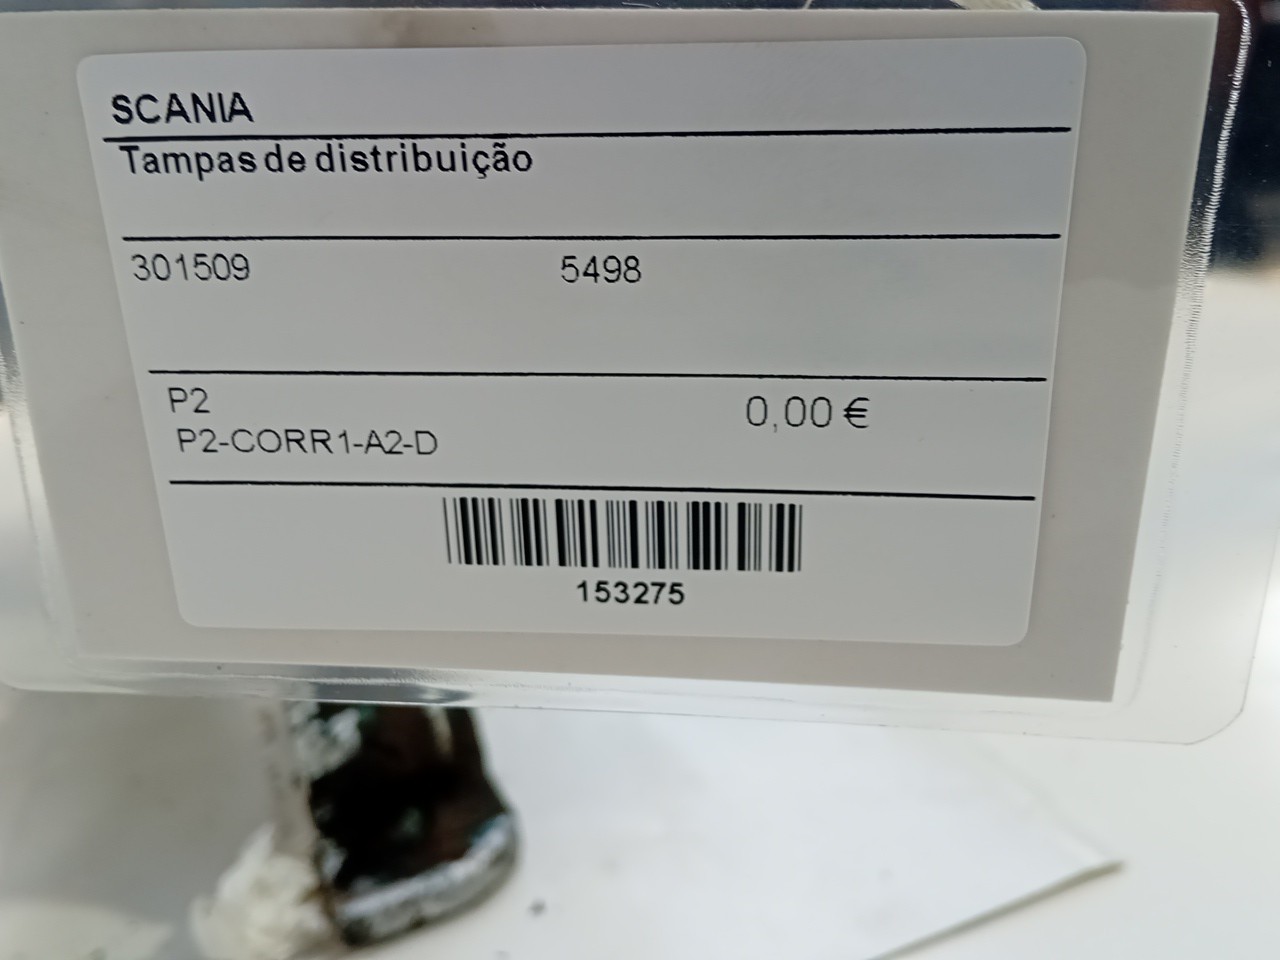 SCANIA
Tampas de distribuição
301509 5498
P2 0,00 €
P2-CORR1-A2-D
153275